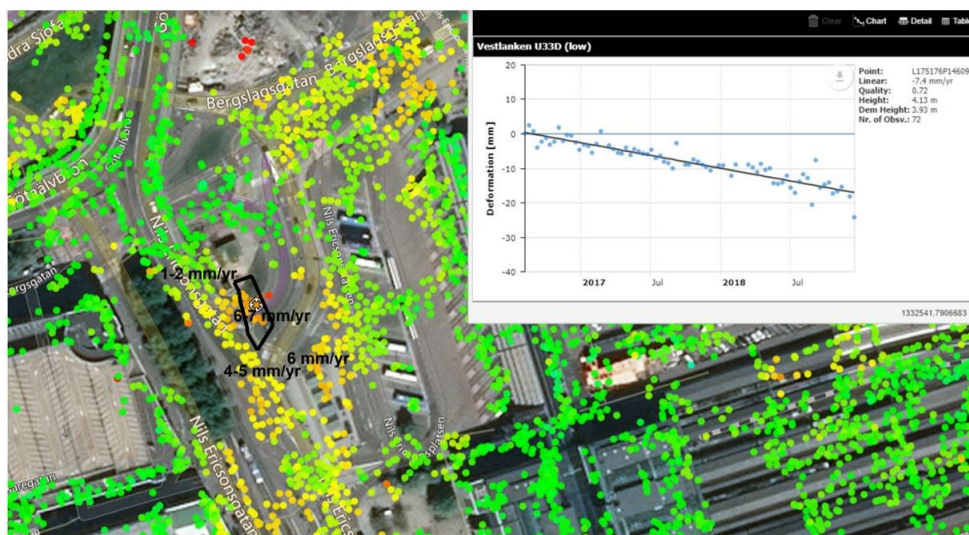 Clear Chart Detail Table
Vestlanken U33D (low)
Point: L175176P14609
Linear: -7.4 mm/yr
Quality: 0.72
Height: 4.13 m
Dem Height: 3.93 m
Nr. of Obsv.: 72
Deformation [mm]
20
10
0
-10
-20
-30
-40
2017 Jul 2018 Jul
1332541,7906683
Bergslagsgatan Bergslagsgatan
Nils Ericsonsgatan
Nils Ericsonsplatsen
1-2 mm/yr
6-7 mm/yr
6 mm/yr
4-5 mm/yr
Nils Ericsonsgatan